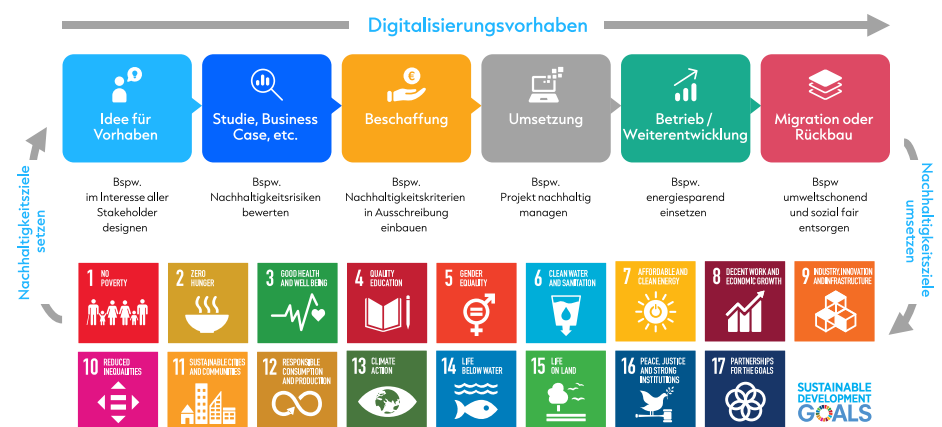 Digitalisierungsvorhaben
Idee für
Vorhaben
Studie, Business
Case, etc.
Beschaffung
Umsetzung
Betrieb /
Weiterentwicklung
Migration oder
Rückbau
Nachhaltigkeitsziele
setzen
Bspw.
im Interesse aller
Stakeholder
designen
Bspw.
Nachhaltigkeitsrisiken
bewerten
Bspw.
Nachhaltigkeitskriterien
in Ausschreibung
einbauen
Bspw.
Projekt nachhaltig
managen
Bspw.
energiesparend
einsetzen
Bspw
umweltschonend
und sozial fair
entsorgen
Nachhaltigkeitsziele
umsetzen
1 NO
POVERTY
2 ZERO
HUNGER
3 GOOD HEALTH
AND WELL BEING
4 QUALITY
EDUCATION
5 GENDER
EQUALITY
6 CLEAN WATER
AND SANITATION
7 AFFORDABLE AND
CLEAN ENERGY
8 DECENT WORK AND
ECONOMIC GROWTH
9 INDUSTRY, INNOVATION
AND INFRASTRUCTURE
10 REDUCED
INEQUALITIES
11 SUSTAINABLE CITIES
AND COMMUNITIES
12 RESPONSIBLE
CONSUMPTION
AND PRODUCTION
13 CLIMATE
ACTION
14 LIFE
BELOW WATER
15 LIFE
ON LAND
16 PEACE, JUSTICE
AND STRONG
INSTITUTIONS
17 PARTNERSHIPS
FOR THE GOALS
SUSTAINABLE
DEVELOPMENT
GOALS